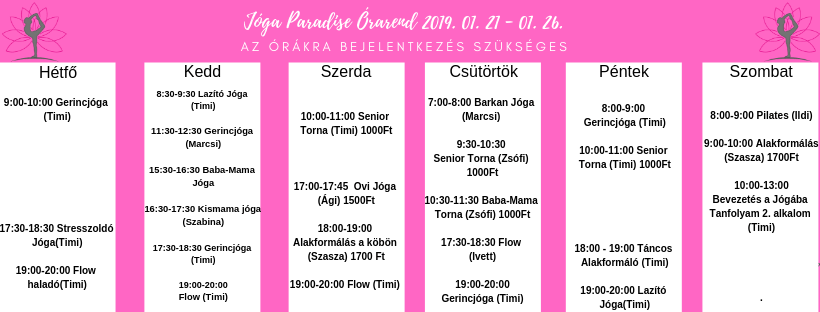 Jóga Paradise Órarend 2019. 01. 21 - 01. 26.
AZ ÓRÁKRA BEJELENTKEZÉS SZÜKSÉGES
Hétfő
9:00-10:00 Gerincjóga
(Timi)
17:30-18:30 Stresszoldó
Jóga(Timi)
19:00-20:00 Flow
haladó(Timi)
Kedd
8:30-9:30 Lazító Jóga
(Timi)
11:30-12:30 Gerincjóga
(Marcsi)
15:30-16:30 Baba-Mama
Jóga
16:30-17:30 Kismama jóga
(Szabina)
17:30-18:30 Gerincjóga
(Timi)
19:00-20:00
Flow (Timi)
Szerda
10:00-11:00 Senior
Torna (Timi) 1000Ft
17:00-17:45 Ovi Jóga
(Ági) 1500Ft
18:00-19:00
Alakformálás a köbön
(Szasza) 1700 Ft
19:00-20:00 Flow (Timi)
Csütörtök
7:00-8:00 Barkan Jóga
(Marcsi)
9:30-10:30
Senior Torna (Zsófi)
1000Ft
10:30-11:30 Baba-Mama
Torna (Zsófi) 1000Ft
17:30-18:30 Flow
(Ivett)
19:00-20:00
Gerincjóga (Timi)
Péntek
8:00-9:00
Gerincjóga (Timi)
10:00-11:00 Senior
Torna (Timi) 1000Ft
18:00 - 19:00 Táncos
Alakformáló (Timi)
19:00-20:00 Lazító
Jóga(Timi)
Szombat
8:00-9:00 Pilates (Ildi)
9:00-10:00 Alakformálás
(Szasza) 1700Ft
10:00-13:00
Bevezetés a Jógába
Tanfolyam 2. alkalom
(Timi)
.